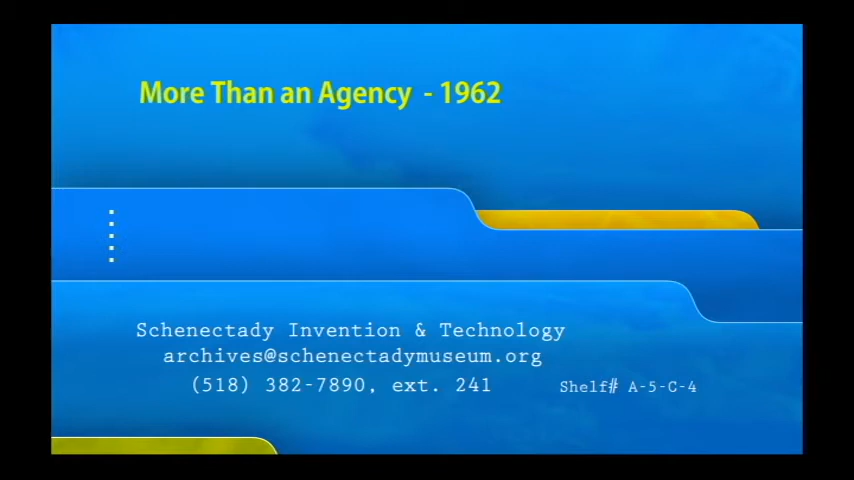 More Than an Agency - 1962
Schenectady Invention & Technology
archives@schenectadymuseum.org
(518) 382-7890, ext. 241
Shelf# A-5-C-4